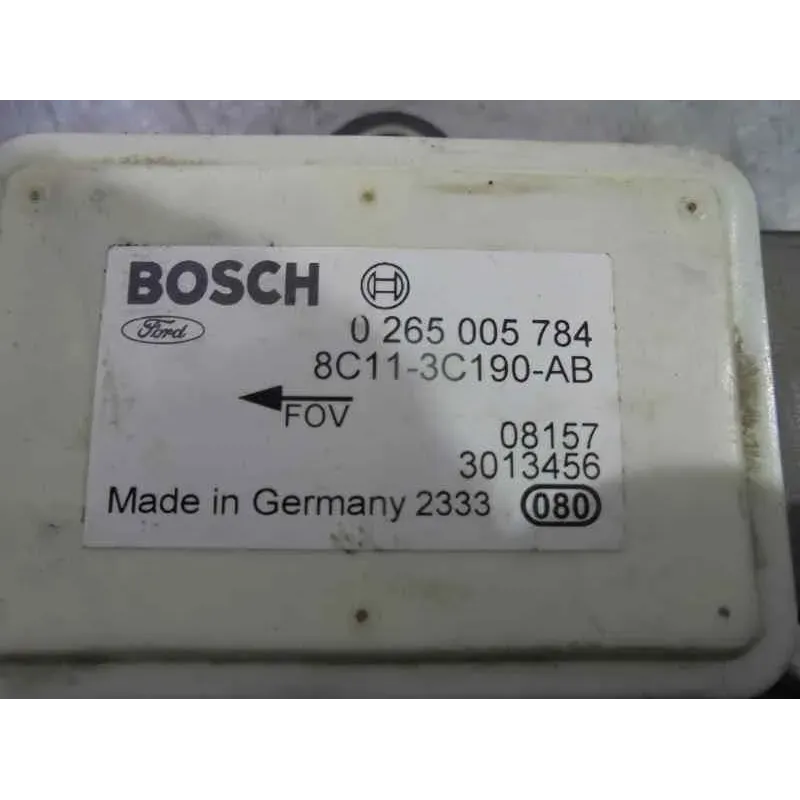 BOSCH
Ford
0 265 005 784
8C11-3C190-AB
FOV
08157
3013456
Made in Germany 2333 080